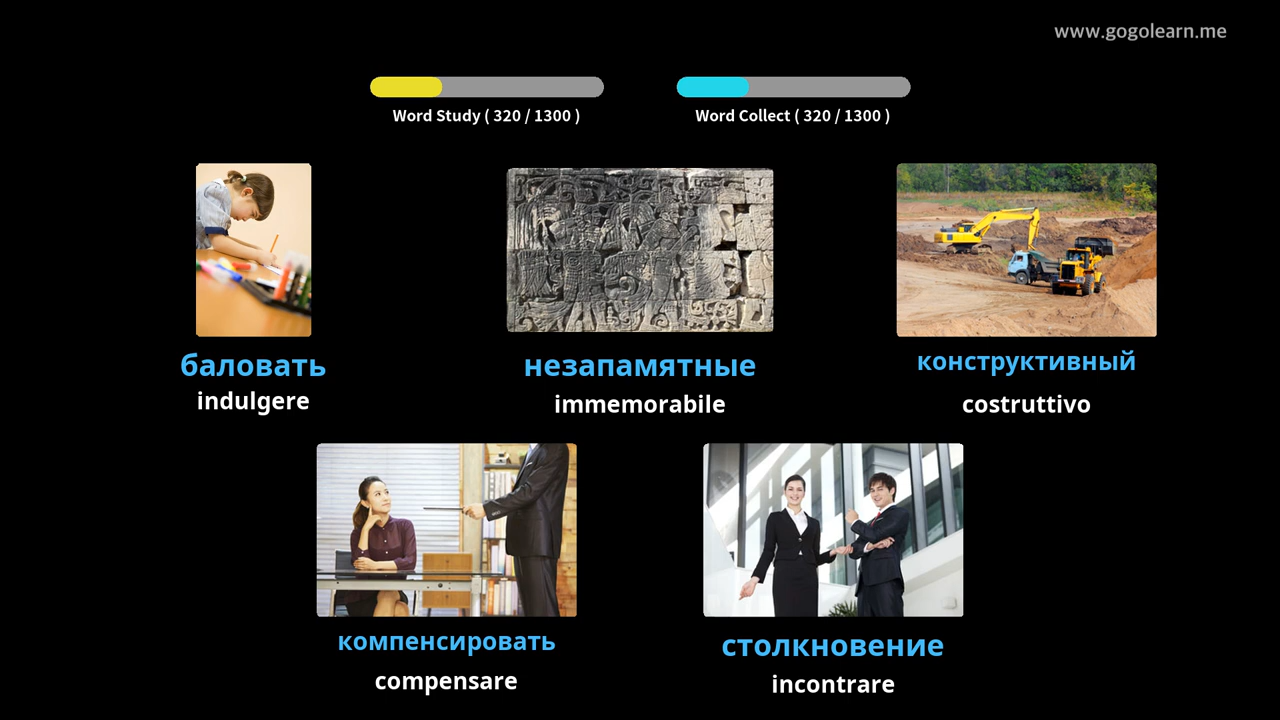 www.gogolearn.me
Word Study ( 320 / 1300 )
Word Collect ( 320 / 1300 )
баловать
indulgere
незапамятные
immemorabile
конструктивный
costruttivo
компенсировать
compensare
столкновение
incontrare